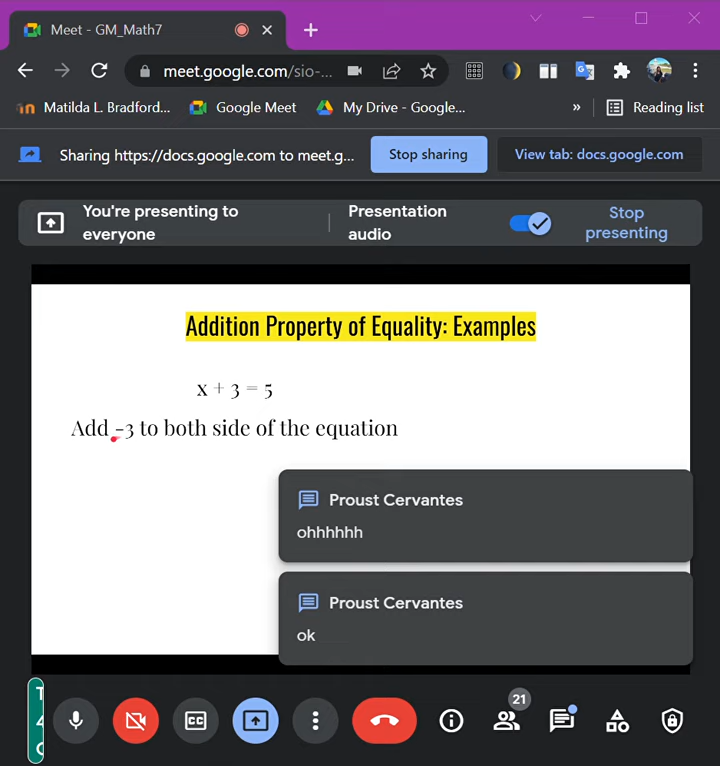 Meet - GM_Math7
meet.google.com/sio-...
Matilda L. Bradford...
Google Meet
My Drive - Google...
»
Reading list
Sharing https://docs.google.com to meet.g...
Stop sharing
View tab: docs.google.com
You're presenting to
everyone
Presentation
audio
Stop
presenting
Addition Property of Equality: Examples
x + 3 = 5
Add -3 to both side of the equation
Proust Cervantes
ohhhhhh
Proust Cervantes
ok
CC
21